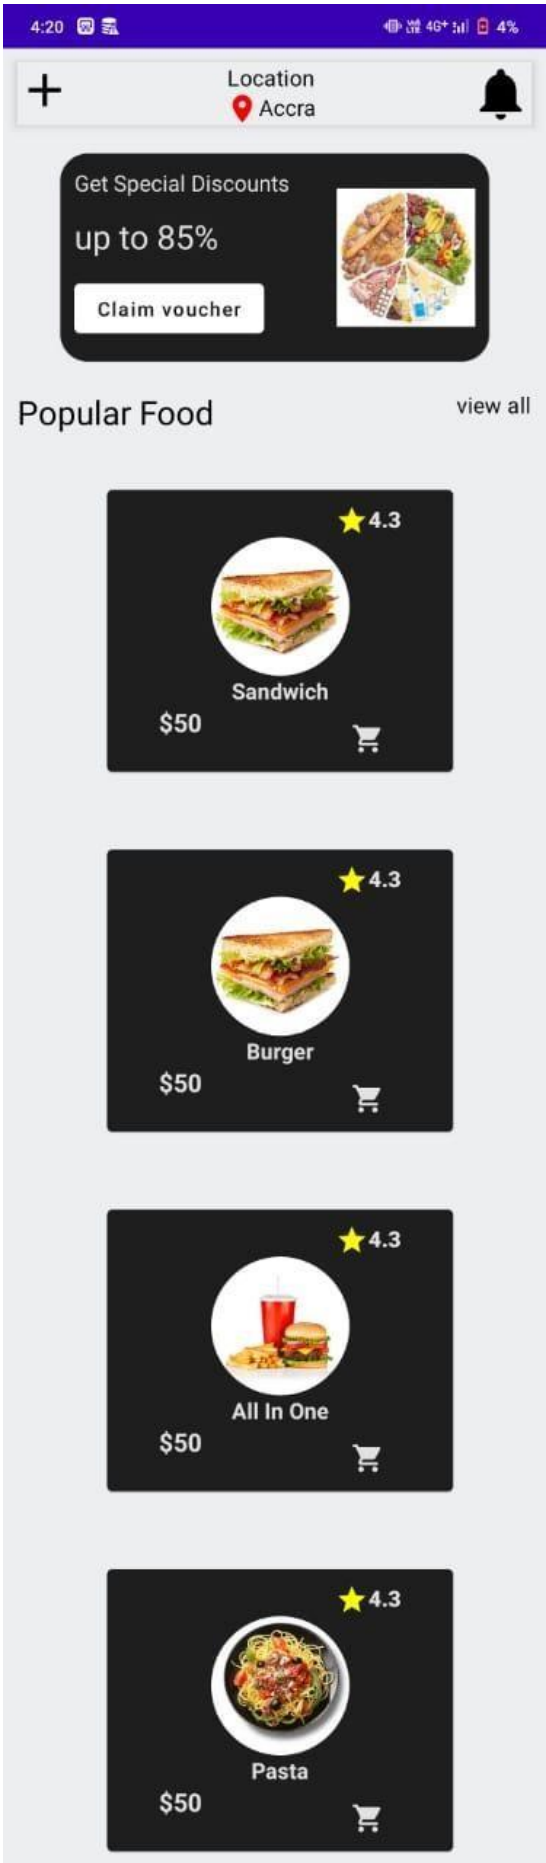 4:20 4G+ 4%
Location
Accra
Get Special Discounts
up to 85%
Claim voucher
Popular Food
view all
4.3
Sandwich
$50
4.3
Burger
$50
4.3
All In One
$50
4.3
Pasta
$50